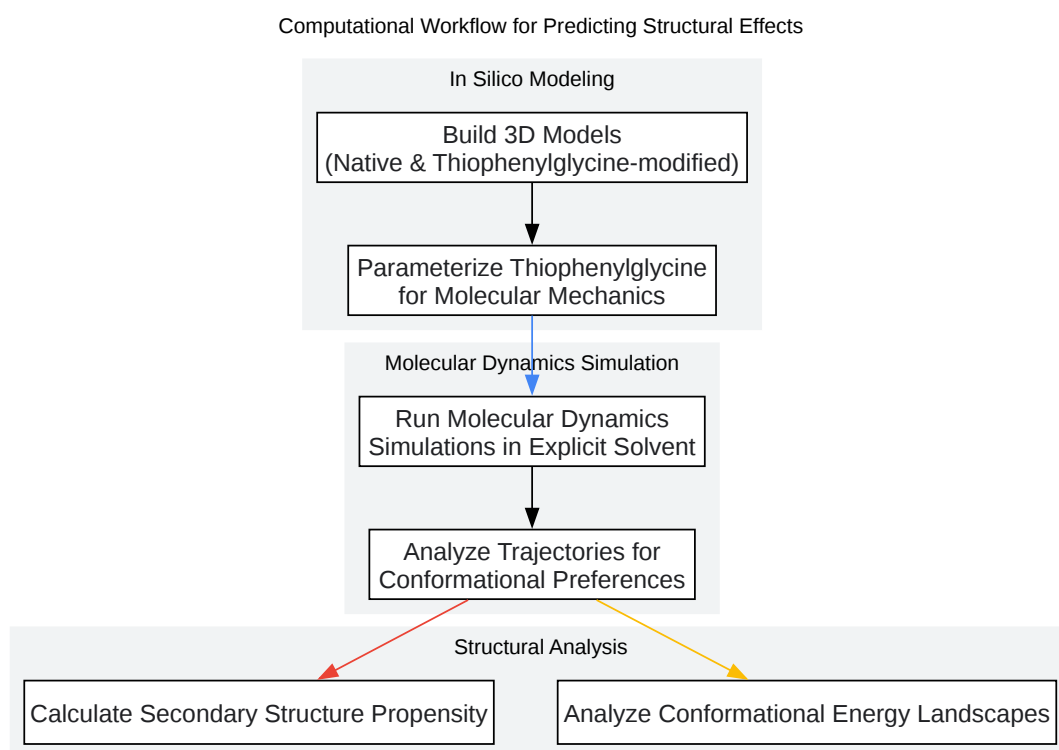 Computational Workflow for Predicting Structural Effects
In Silico Modeling
Build 3D Models
(Native & Thiophenylglycine-modified)
Parameterize Thiophenylglycine
for Molecular Mechanics
Molecular Dynamics Simulation
Run Molecular Dynamics
Simulations in Explicit Solvent
Analyze Trajectories for
Conformational Preferences
Structural Analysis
Calculate Secondary Structure Propensity
Analyze Conformational Energy Landscapes